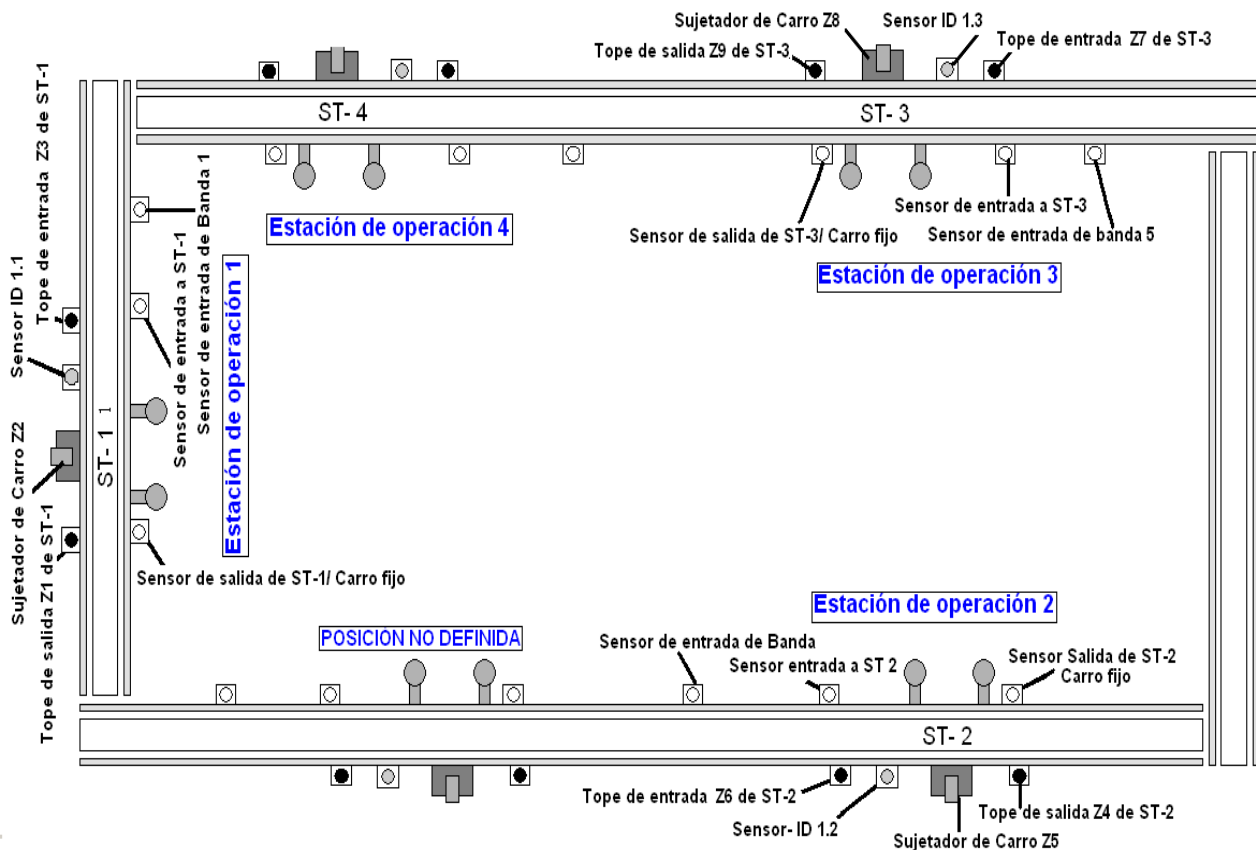 Sujetador de Carro Z8
Sensor ID 1.3
Tope de salida Z9 de ST-3
Tope de entrada Z7 de ST-3
ST- 4
ST- 3
Tope de entrada Z3 de ST-1
Sensor ID 1.1
Sujetador de Carro Z2
Tope de salida Z1 de ST-1
ST- 1 1
Sensor de entrada a ST-1
Sensor de entrada de Banda 1
Estación de operación 1
Estación de operación 4
Sensor de entrada a ST-3
Sensor de salida de ST-3/ Carro fijo
Sensor de entrada de banda 5
Estación de operación 3
Sensor de salida de ST-1/ Carro fijo
Estación de operación 2
POSICIÓN NO DEFINIDA
Sensor de entrada de Banda
Sensor entrada a ST 2
Sensor Salida de ST-2
Carro fijo
ST- 2
Tope de entrada Z6 de ST-2
Sensor- ID 1.2
Tope de salida Z4 de ST-2
Sujetador de Carro Z5